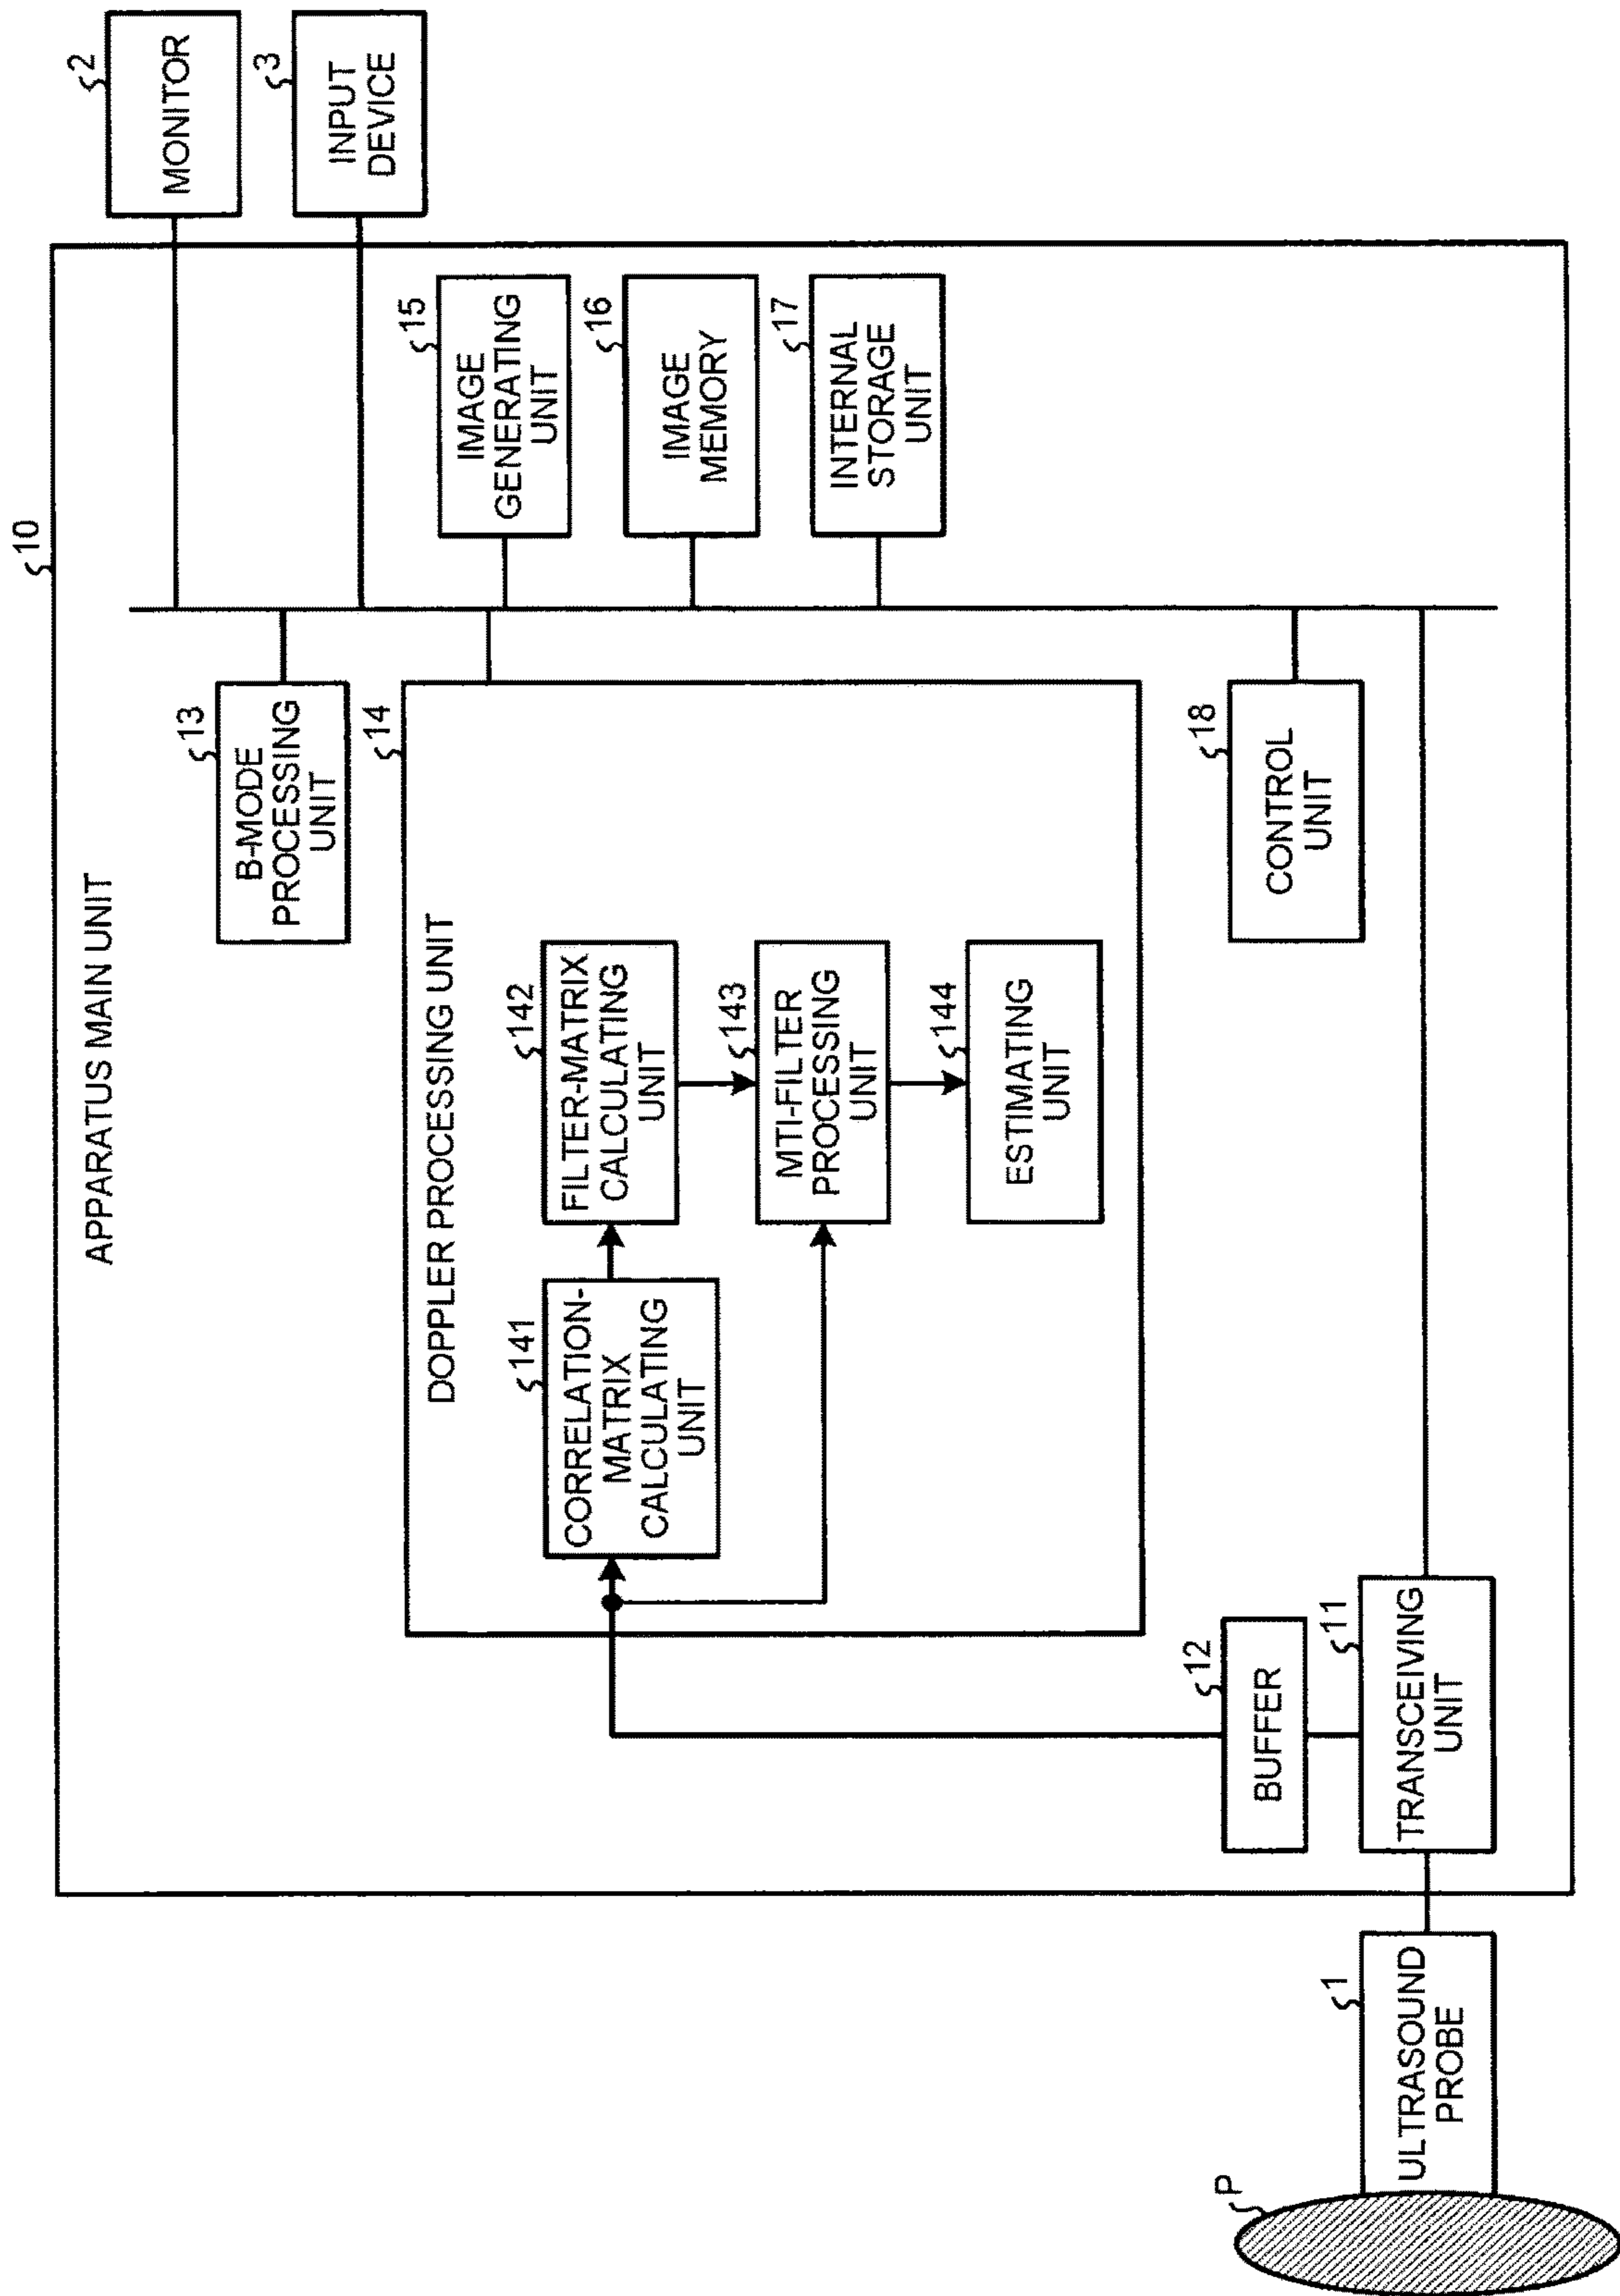 10
APPARATUS MAIN UNIT
2
MONITOR
3
INPUT
DEVICE
13
B-MODE
PROCESSING
UNIT
15
IMAGE
GENERATING
UNIT
16
IMAGE
MEMORY
17
INTERNAL
STORAGE
UNIT
14
DOPPLER PROCESSING UNIT
141
CORRELATION-
MATRIX
CALCULATING
UNIT
142
FILTER-MATRIX
CALCULATING
UNIT
143
MTI-FILTER
PROCESSING
UNIT
144
ESTIMATING
UNIT
18
CONTROL
UNIT
12
BUFFER
11
TRANSCEIVING
UNIT
1
ULTRASOUND
PROBE
P